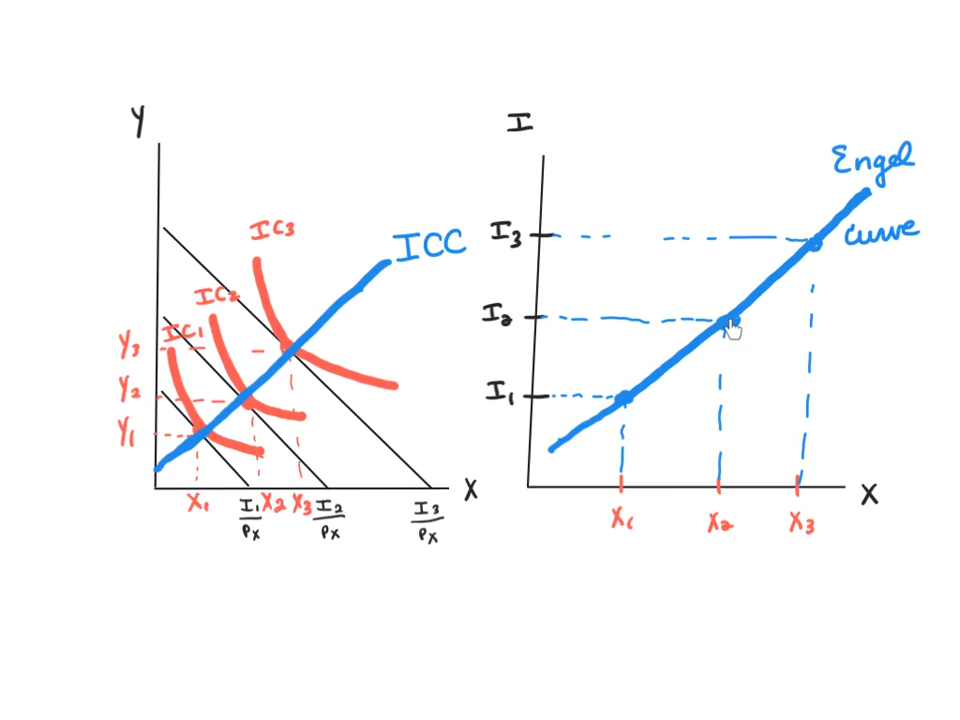 Y
IC3
ICC
IC2
IC1
Y3
Y2
Y1
X
X1
I1/Px
X2
X3
I2/Px
I3/Px
I
Engel
curve
I3
I2
I1
X
X1
X2
X3